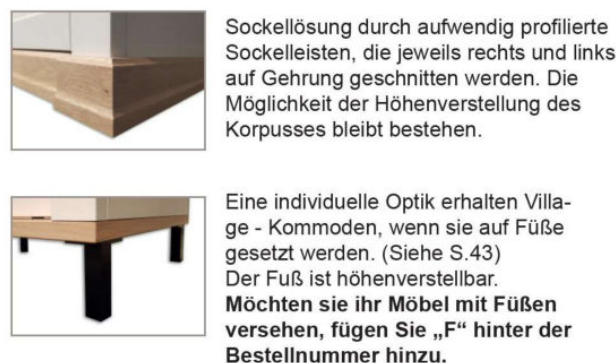 Sockellösung durch aufwendig profilierte
Sockelleisten, die jeweils rechts und links
auf Gehrung geschnitten werden. Die
Möglichkeit der Höhenverstellung des
Korpusses bleibt bestehen.
Eine individuelle Optik erhalten Villa-
ge - Kommoden, wenn sie auf Füße
gesetzt werden. (Siehe S.43)
Der Fuß ist höhenverstellbar.
Möchten sie ihr Möbel mit Füßen
versehen, fügen Sie „F“ hinter der
Bestellnummer hinzu.